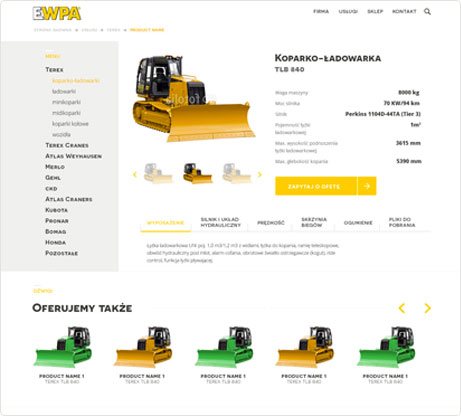 EWPA
FIRMA USŁUGI SKLEP KONTAKT
STRONA GŁÓWNA TEREX PRODUCT NAME
MENU
TEREX
koparko-ładowarki
ładowarki
minikoparki
midikoparki
koparki kołowe
wozidła
TEREX CRANES
ATLAS WEYHAUSEN
MERLO
GEHL
CKD
ATLAS CRANERS
KUBOTA
PRONAR
BOMAG
HONDA
POZOSTAŁE
KOPARKO-ŁADOWARKA
TLB 840
Waga maszyny 8000 kg
Moc silnika 70 KW/94 km
Silnik Perkins 1104D-44TA (Tier 3)
Pojemność łyżki ładowarkowej 1m³
Max. wysokość podnoszenia łyżki ładowarkowej 3615 mm
Max. głębokość kopania 5390 mm
ZAPYTAJ O OFETĘ
WYPOSAŻENIE SILNIK I UKŁAD HYDRAULICZNY PRĘDKOŚĆ SKRZYNIA BIEGÓW OGUMIENIE PLIKI DO POBRANIA
Łyżka ładowarkowa UW poj. 1,0 m3/1,2 m3 z widłami, łyżka do kopania, ramię teleskopowe,
obwód hydrauliczny pod młot, alarm cofania, obrotowe światło ostrzegawcze (kogut), ride
control, funkcja łyżki pływającej.
OFERUJEMY TAKŻE
PRODUCT NAME 1 PRODUCT NAME 1 PRODUCT NAME 1 PRODUCT NAME 1 PRODUCT NAME 1
TEREX TLB 840 TEREX TLB 840 TEREX TLB 840 TEREX TLB 840 TEREX TLB 840